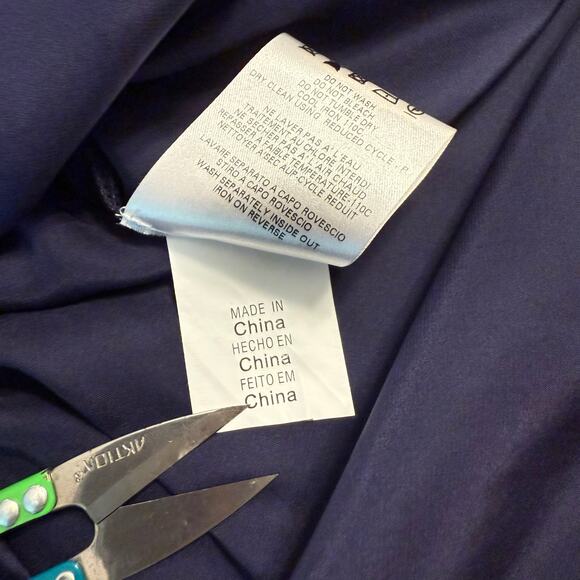 DO NOT WASH
DO NOT BLEACH
DO NOT TUMBLE DRY
COOL IRON 110C
DRY CLEAN USING REDUCED CYCLE : P
NE LAVER PAS A' L'EAU
TRAITEMENT AU CHLORE INTERDI
NE SECHER PAS A' L'AIR CHAUD
REPASSER A FAIBLE TEMPERATURE-110C
NETTOYER A SEC.AUP-CYCLE REDUIT
LAVARE SEPARATO A CAPO ROVESCIO
STIRO A CAPO ROVESCIO
WASH SEPARATELY INSIDE OUT
IRON ON REVERSE
MADE IN
China
HECHO EN
China
FEITO EM
China